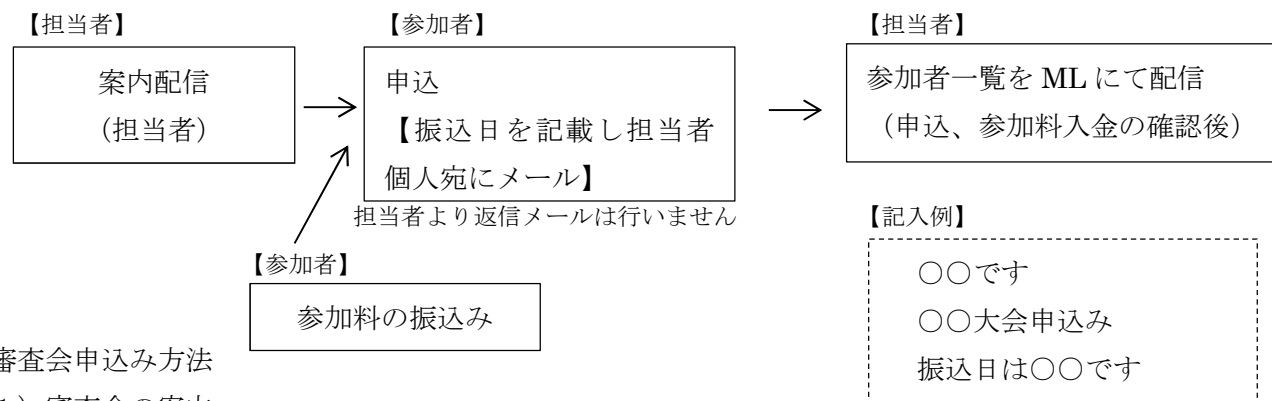 【担当者】
案内配信
（担当者）
【参加者】
申込
【振込日を記載し担当者
個人宛にメール】
担当者より返信メールは行いません
【参加者】
参加料の振込み
【担当者】
参加者一覧を ML にて配信
（申込、参加料入金の確認後）
【記入例】
○○です
○○大会申込み
振込日は○○です
審査会申込み方法